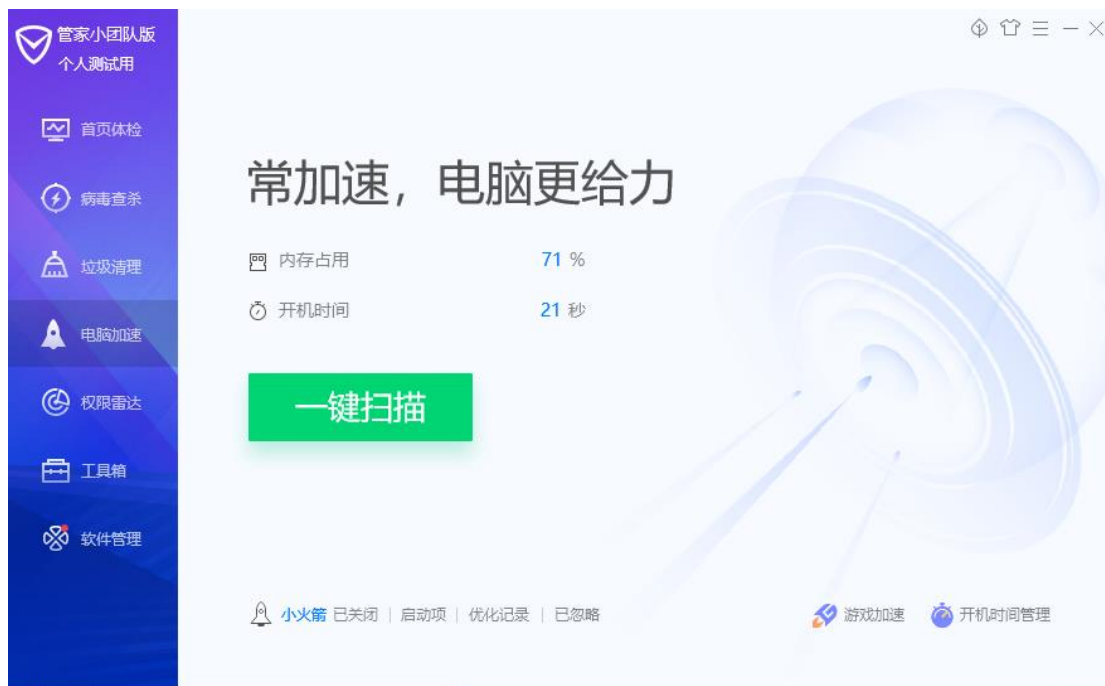 管家小团队版
个人测试用
首页体检
病毒查杀
垃圾清理
电脑加速
权限雷达
工具箱
软件管理
常加速，电脑更给力
内存占用 71 %
开机时间 21 秒
一键扫描
小火箭 已关闭 | 启动项 | 优化记录 | 已忽略
游戏加速 开机时间管理